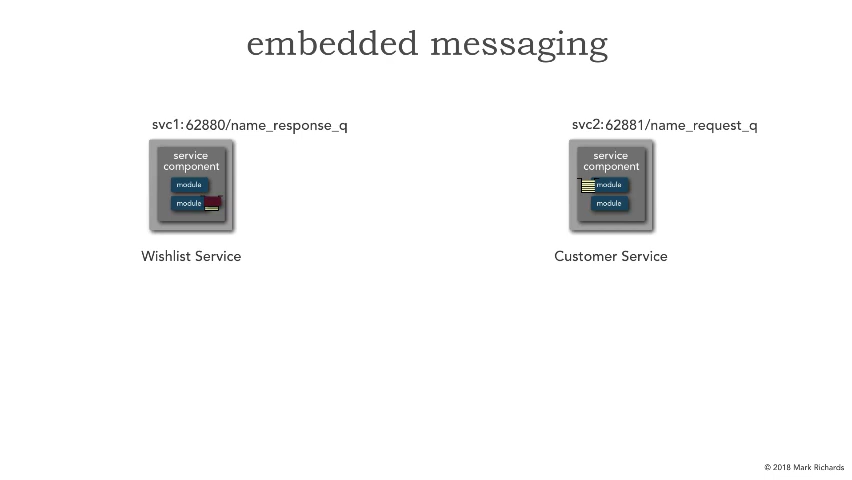 embedded messaging
svc1:62880/name_response_q
svc2:62881/name_request_q
service
component
module
module
service
component
module
module
Wishlist Service
Customer Service
© 2018 Mark Richards